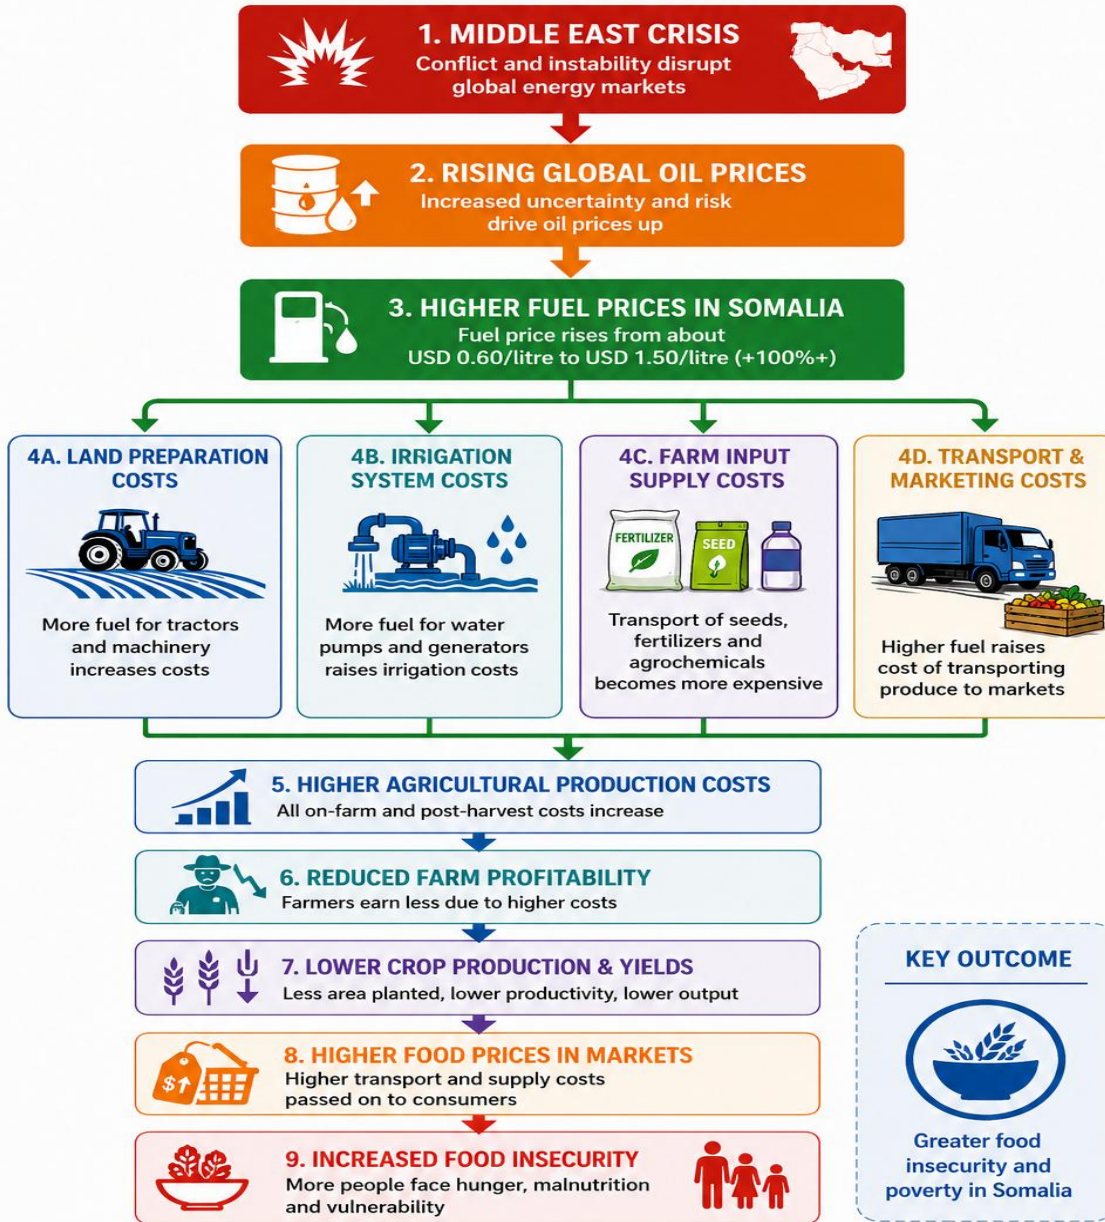 1. MIDDLE EAST CRISIS
Conflict and instability disrupt
global energy markets
2. RISING GLOBAL OIL PRICES
Increased uncertainty and risk
drive oil prices up
3. HIGHER FUEL PRICES IN SOMALIA
Fuel price rises from about
USD 0.60/litre to USD 1.50/litre (+100%+)
4A. LAND PREPARATION
COSTS
More fuel for tractors
and machinery
increases costs
4B. IRRIGATION
SYSTEM COSTS
More fuel for water
pumps and generators
raises irrigation costs
4C. FARM INPUT
SUPPLY COSTS
FERTILIZER
SEED
Transport of seeds,
fertilizers and
agrochemicals
becomes more expensive
4D. TRANSPORT &
MARKETING COSTS
Higher fuel raises
cost of transporting
produce to markets
5. HIGHER AGRICULTURAL PRODUCTION COSTS
All on-farm and post-harvest costs increase
6. REDUCED FARM PROFITABILITY
Farmers earn less due to higher costs
7. LOWER CROP PRODUCTION & YIELDS
Less area planted, lower productivity, lower output
$↑
8. HIGHER FOOD PRICES IN MARKETS
Higher transport and supply costs
passed on to consumers
9. INCREASED FOOD INSECURITY
More people face hunger, malnutrition
and vulnerability
KEY OUTCOME
Greater food
insecurity and
poverty in Somalia